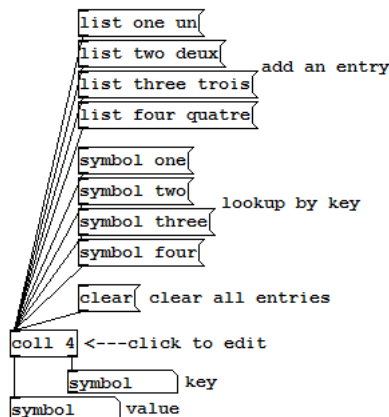 list one un
list two deux
list three trois
add an entry
list four quatre
symbol one
symbol two
symbol three
lookup by key
symbol four
clear
clear all entries
coll 4
<---click to edit
symbol
key
symbol
value